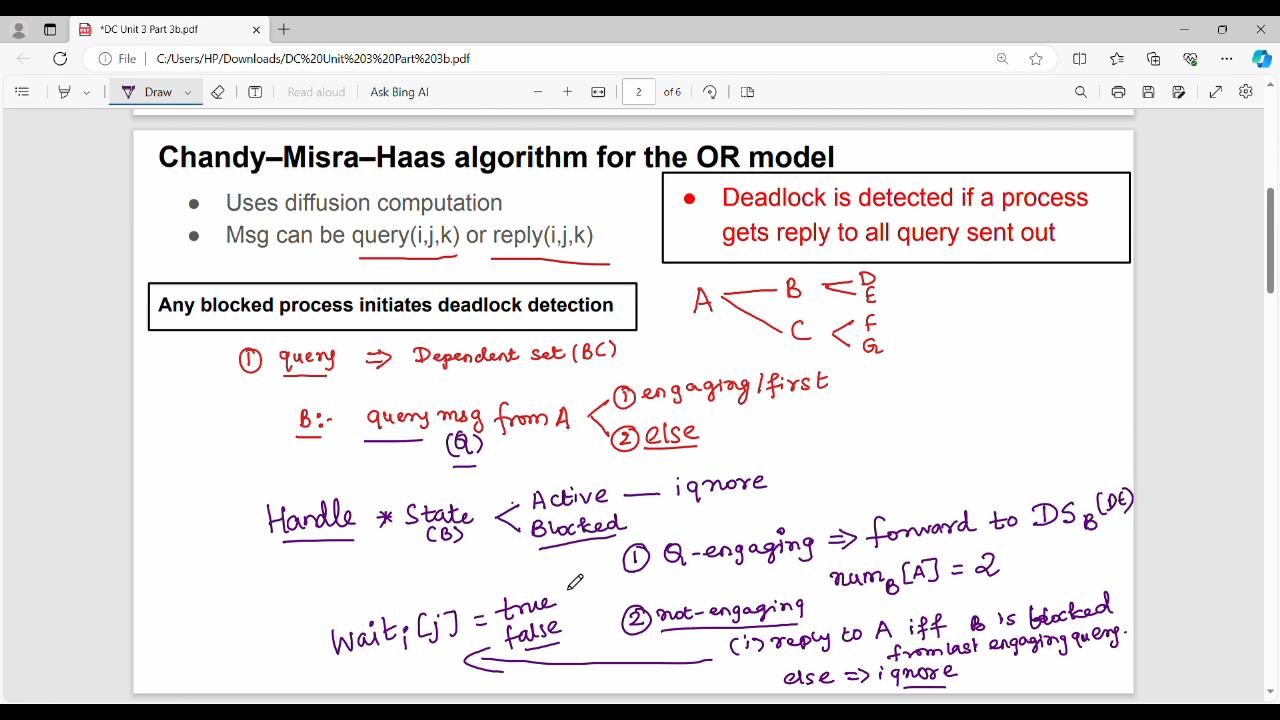 *DC Unit 3 Part 3b.pdf
File
C:/Users/HP/Downloads/DC%20Unit%203%20Part%203b.pdf
Draw
Read aloud
Ask Bing AI
2
of 6
Chandy–Misra–Haas algorithm for the OR model
● Uses diffusion computation
● Msg can be query(i,j,k) or reply(i,j,k)
● Deadlock is detected if a process
gets reply to all query sent out
Any blocked process initiates deadlock detection
A B D
E
C F
G
① query ⇒ Dependent set (BC)
B:- query msg from A ① engaging/first
(Q) ② else
Handle * State Active — ignore
(B) Blocked
① Q-engaging ⇒ forward to DS_B (DE)
num_B [A] = 2
wait_i [j] = true
false
② not-engaging
(i) reply to A iff B is blocked
from last engaging query.
else ⇒ ignore